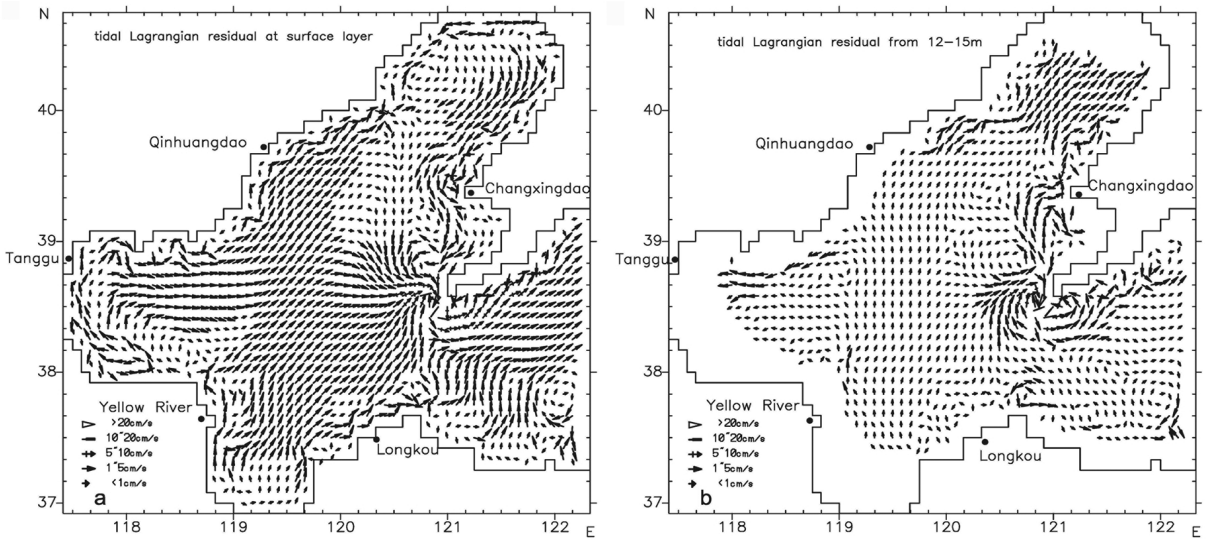 N
tidal Lagrangian residual at surface layer
40
Qinhuangdao
Changxingdao
39
Tanggu
38
Yellow River
>20cm/s
10~20cm/s
5~10cm/s
1~5cm/s
<1cm/s
a
Longkou
37
118 119 120 121 122 E
N
tidal Lagrangian residual from 12-15m
40
Qinhuangdao
Changxingdao
39
Tanggu
38
Yellow River
>20cm/s
10~20cm/s
5~10cm/s
1~5cm/s
<1cm/s
b
Longkou
37
118 119 120 121 122 E